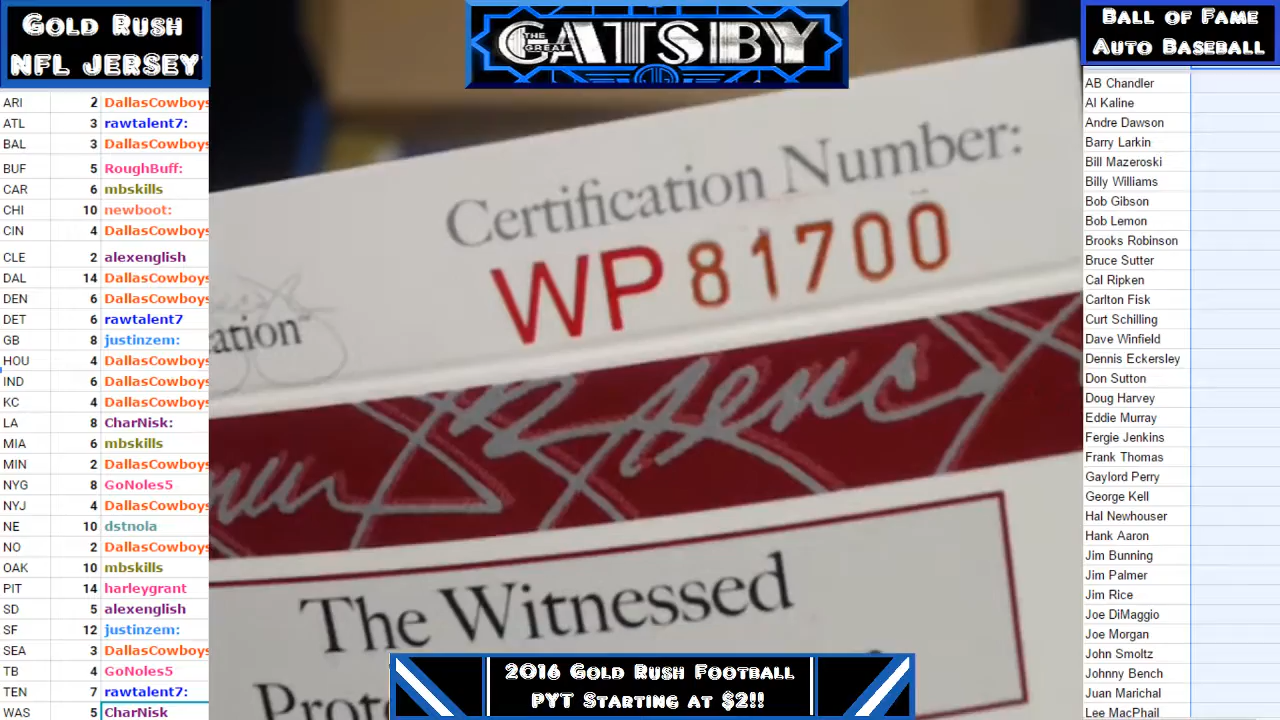 Gold Rush
NFL Jersey
ARI 2 DallasCowboys
ATL 3 rawtalent7:
BAL 3 DallasCowboys
BUF 5 RoughBuff:
CAR 6 mbskills
CHI 10 newboot:
CIN 4 DallasCowboys
CLE 2 alexenglish
DAL 14 DallasCowboys
DEN 6 DallasCowboys
DET 6 rawtalent7
GB 8 justinzem:
HOU 4 DallasCowboys
IND 6 DallasCowboys
KC 4 DallasCowboys
LA 8 CharNisk:
MIA 6 mbskills
MIN 2 DallasCowboys
NYG 8 GoNoles5
NYJ 4 DallasCowboys
NE 10 dstnola
NO 2 DallasCowboys
OAK 10 mbskills
PIT 14 harleygrant
SD 5 alexenglish
SF 12 justinzem:
SEA 3 DallasCowboys
TB 4 GoNoles5
TEN 7 rawtalent7:
WAS 5 CharNisk
THE GREAT GATSBY
Certification Number:
WP 81700
ation™
The Witnessed
2016 Gold Rush Football
PYT Starting at $2!!
Ball of Fame
Auto Baseball
AB Chandler
Al Kaline
Andre Dawson
Barry Larkin
Bill Mazeroski
Billy Williams
Bob Gibson
Bob Lemon
Brooks Robinson
Bruce Sutter
Cal Ripken
Carlton Fisk
Curt Schilling
Dave Winfield
Dennis Eckersley
Don Sutton
Doug Harvey
Eddie Murray
Fergie Jenkins
Frank Thomas
Gaylord Perry
George Kell
Hal Newhouser
Hank Aaron
Jim Bunning
Jim Palmer
Jim Rice
Joe DiMaggio
Joe Morgan
John Smoltz
Johnny Bench
Juan Marichal
Lee MacPhail